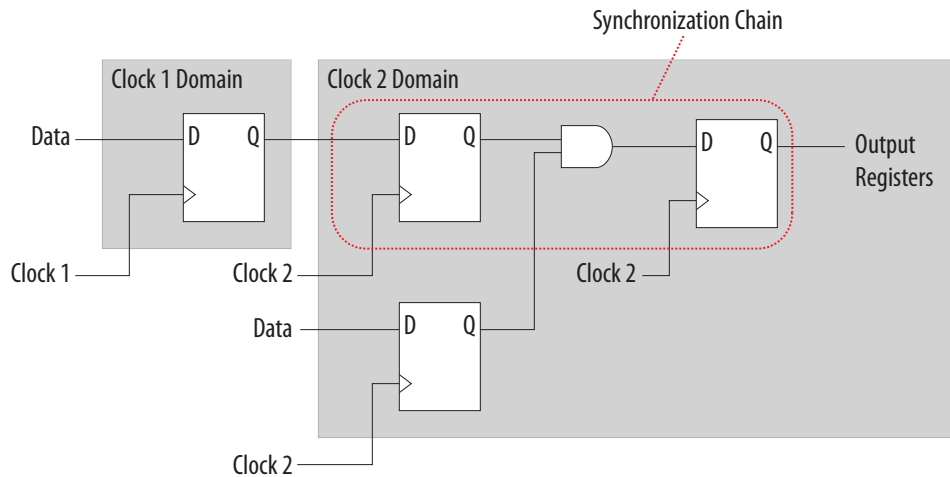 Synchronization Chain
Clock 1 Domain
Clock 2 Domain
Data
D Q
D Q
D Q
Output
Registers
Clock 1
Clock 2
Clock 2
Data
D Q
Clock 2